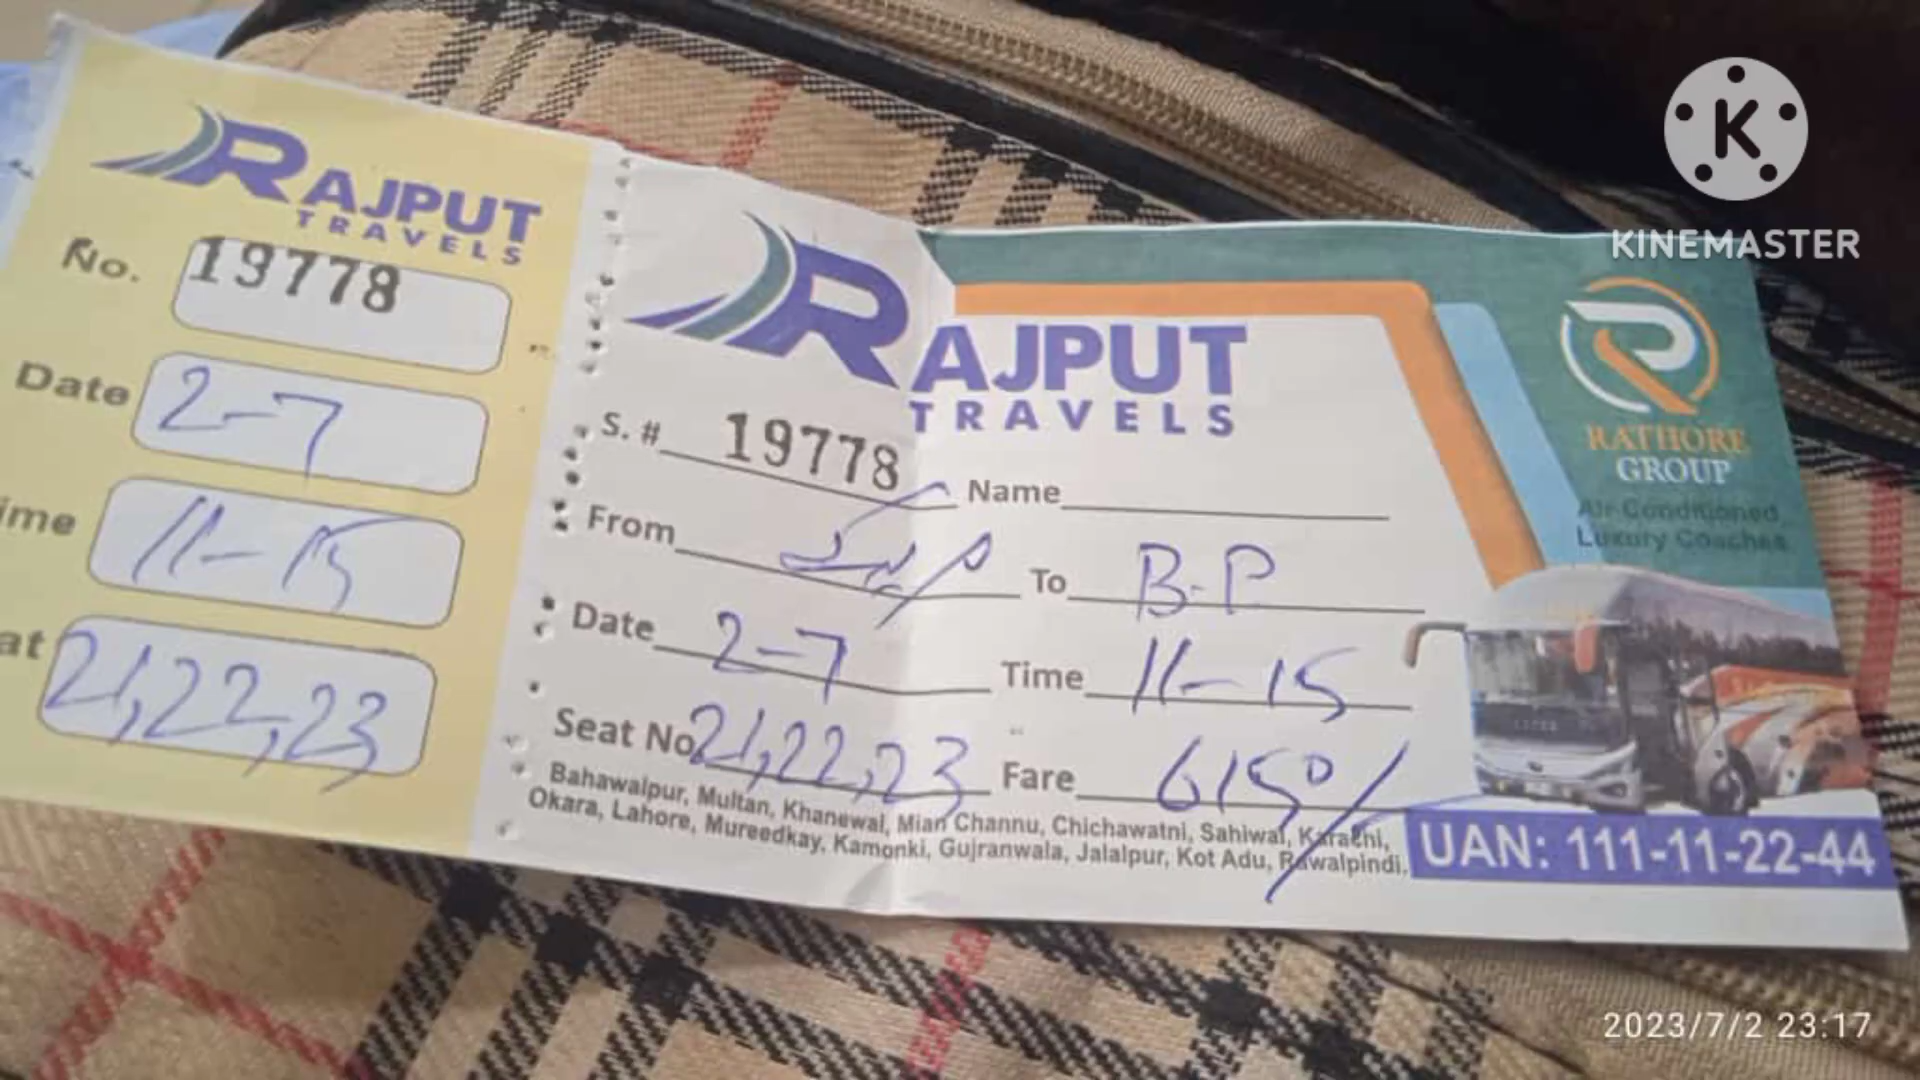 RAJPUT
TRAVELS
No. 19778
Date 2-7
ime 11-15
at 21,22,23
RAJPUT
TRAVELS
S. # 19778 Name
From To B-P
Date 2-7 Time 11-15
Seat No 21,22,23 Fare 6150/
Bahawalpur, Multan, Khanewal, Mian Channu, Chichawatni, Sahiwal, Karachi,
Okara, Lahore, Mureedkay, Kamonki, Gujranwala, Jalalpur, Kot Adu, Rawalpindi.
RATHORE
GROUP
Air Conditioned
Luxury Coaches
UAN: 111-11-22-44
K
KINEMASTER
2023/7/2 23:17